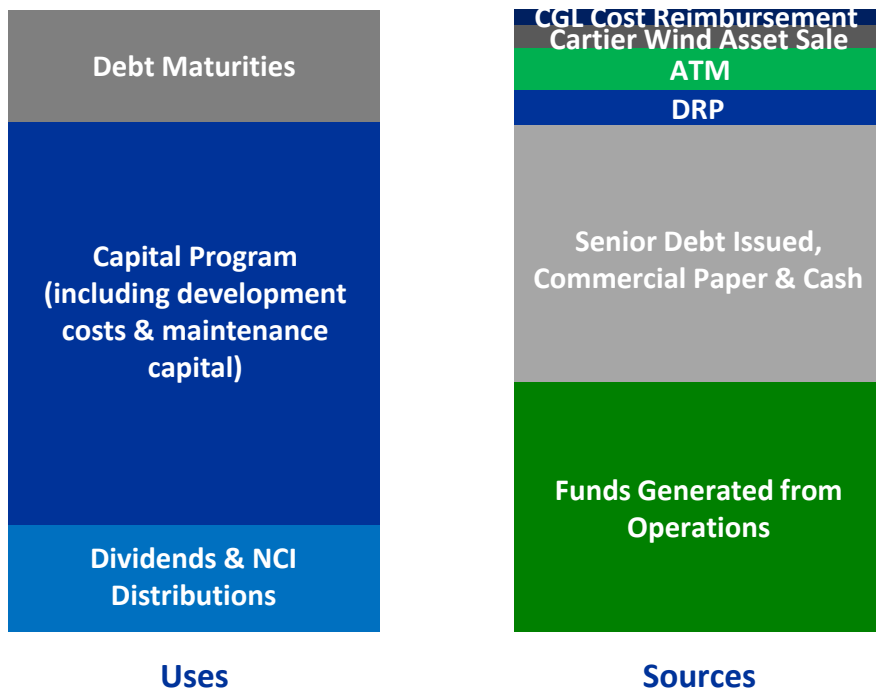 Debt Maturities
Capital Program
(including development
costs & maintenance
capital)
Dividends & NCI
Distributions
Uses
CGL Cost Reimbursement
Cartier Wind Asset Sale
ATM
DRP
Senior Debt Issued,
Commercial Paper & Cash
Funds Generated from
Operations
Sources